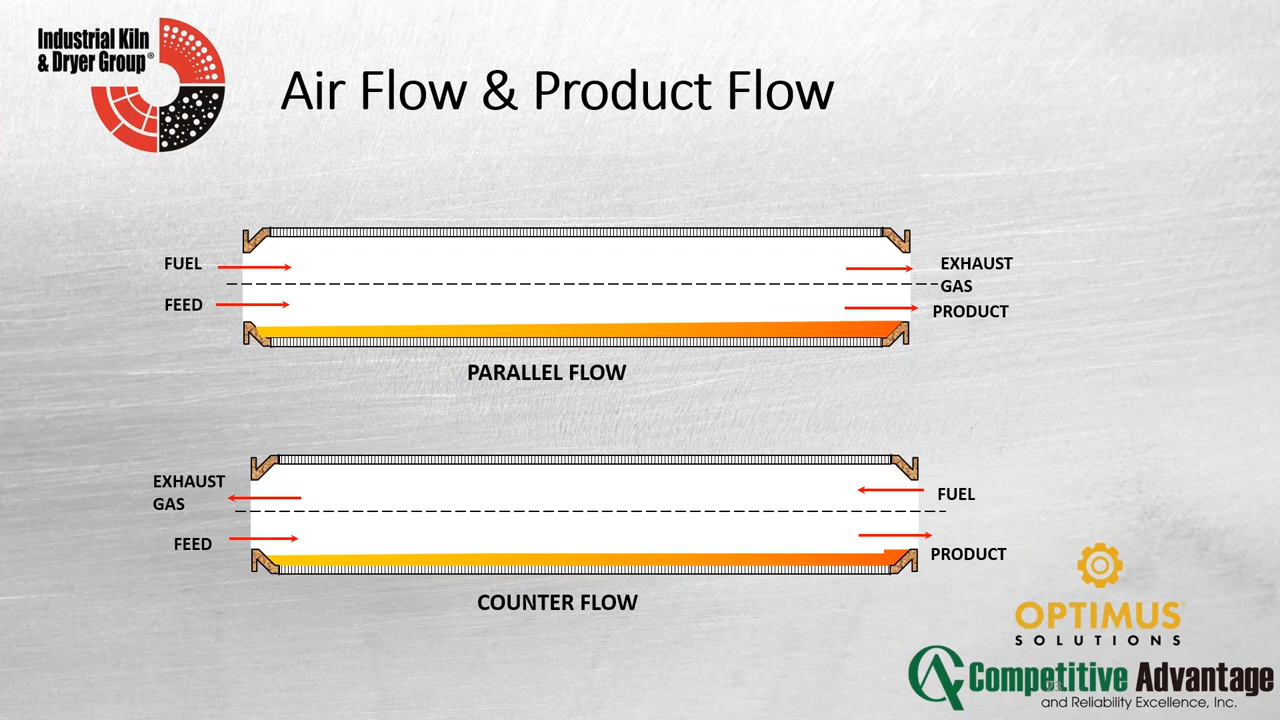 Industrial Kiln
& Dryer Group®
Air Flow & Product Flow
FUEL
EXHAUST
GAS
FEED
PRODUCT
PARALLEL FLOW
EXHAUST
GAS
FUEL
FEED
PRODUCT
COUNTER FLOW
OPTIMUS
SOLUTIONS
Competitive Advantage
and Reliability Excellence, Inc.